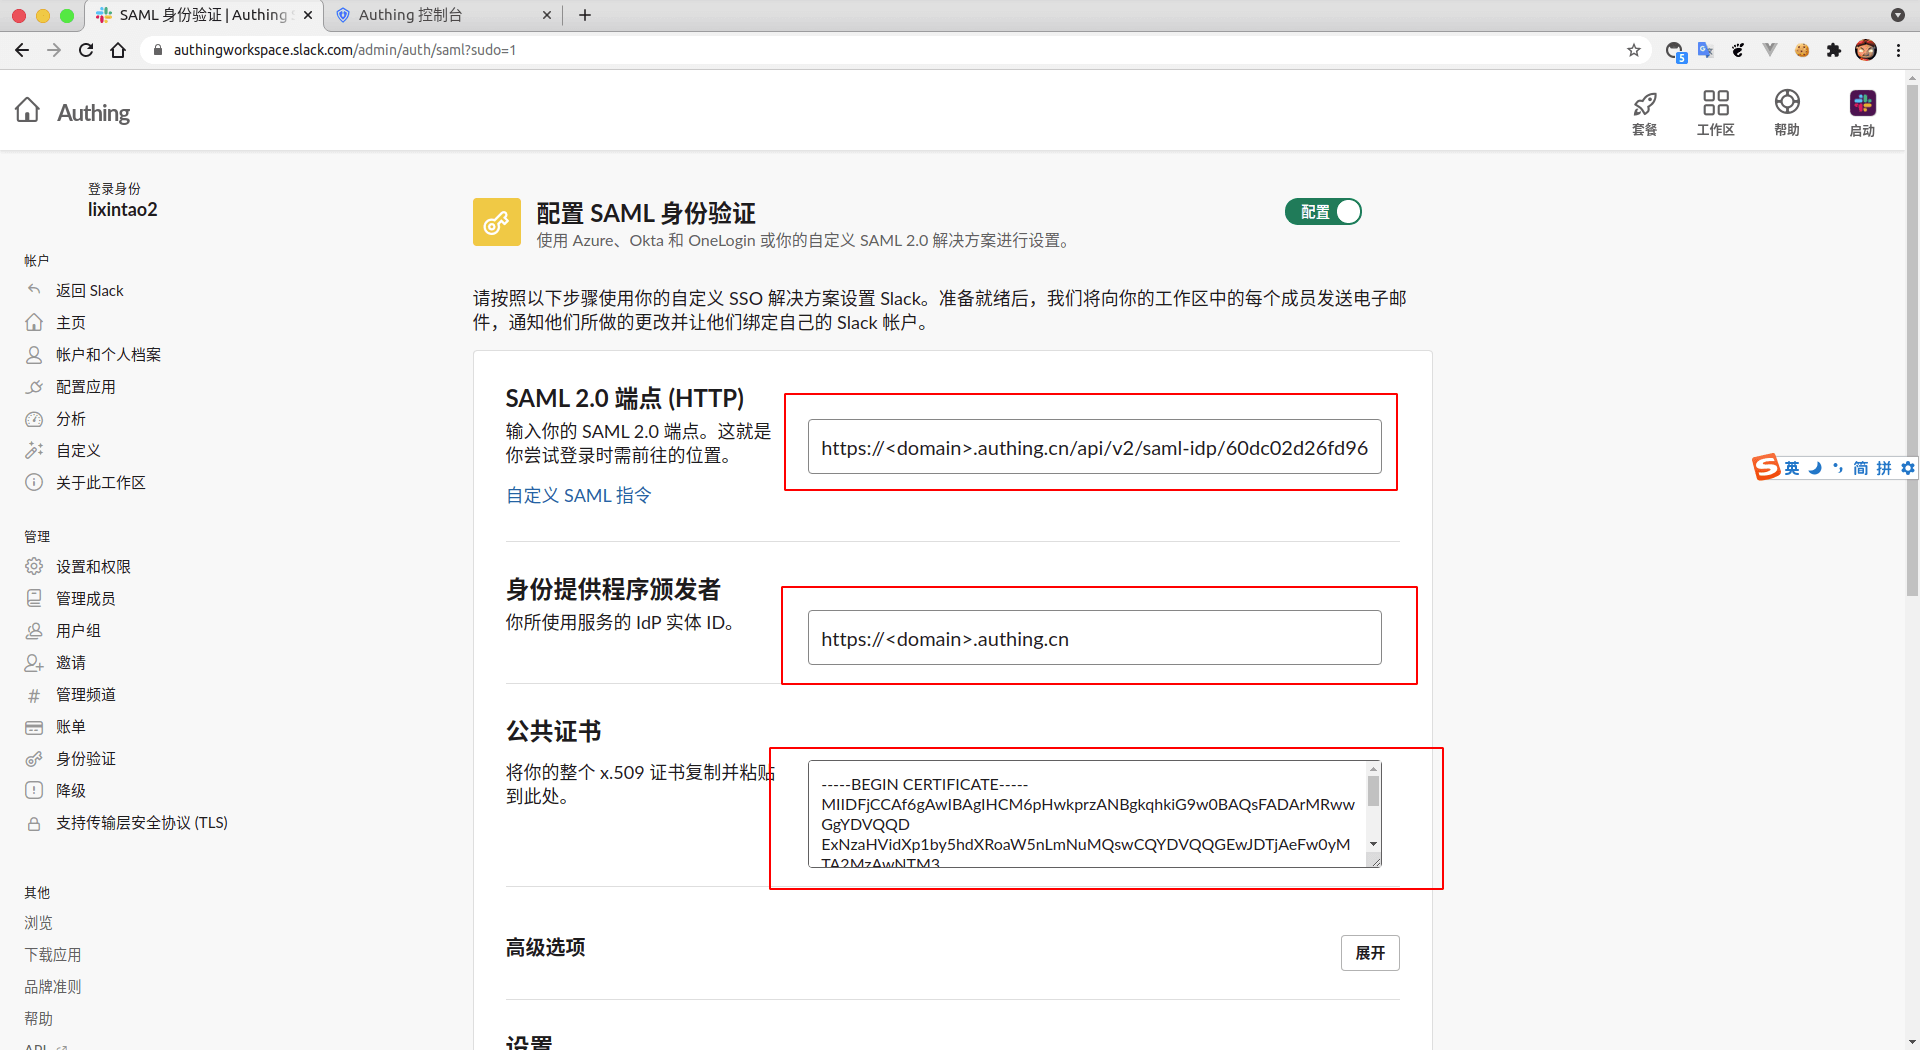 SAML 身份验证 | Authing
Authing 控制台
authingworkspace.slack.com/admin/auth/saml?sudo=1
5
Authing
套餐
工作区
帮助
启动
登录身份
lixintao2
帐户
返回 Slack
主页
帐户和个人档案
配置应用
分析
自定义
关于此工作区
管理
设置和权限
管理成员
用户组
邀请
管理频道
账单
身份验证
降级
支持传输层安全协议 (TLS)
其他
浏览
下载应用
品牌准则
帮助
API
配置 SAML 身份验证
使用 Azure、Okta 和 OneLogin 或你的自定义 SAML 2.0 解决方案进行设置。
配置
请按照以下步骤使用你的自定义 SSO 解决方案设置 Slack。准备就绪后，我们将向你的工作区中的每个成员发送电子邮
件，通知他们所做的更改并让他们绑定自己的 Slack 帐户。
SAML 2.0 端点 (HTTP)
输入你的 SAML 2.0 端点。这就是
你尝试登录时需前往的位置。
自定义 SAML 指令
https://<domain>.authing.cn/api/v2/saml-idp/60dc02d26fd96
身份提供程序颁发者
你所使用服务的 IdP 实体 ID。
https://<domain>.authing.cn
公共证书
将你的整个 x.509 证书复制并粘贴
到此处。
-----BEGIN CERTIFICATE-----
MIIDFjCCAf6gAwIBAgIHCM6pHwkprzANBgkqhkiG9w0BAQsFADArMRww
GgYDVQQD
ExNzaHVidXp1by5hdXRoaW5nLmNuMQswCQYDVQQGEwJDTjAeFw0yM
TA2MzAwNTM3
高级选项
展开
设置
英
简 拼